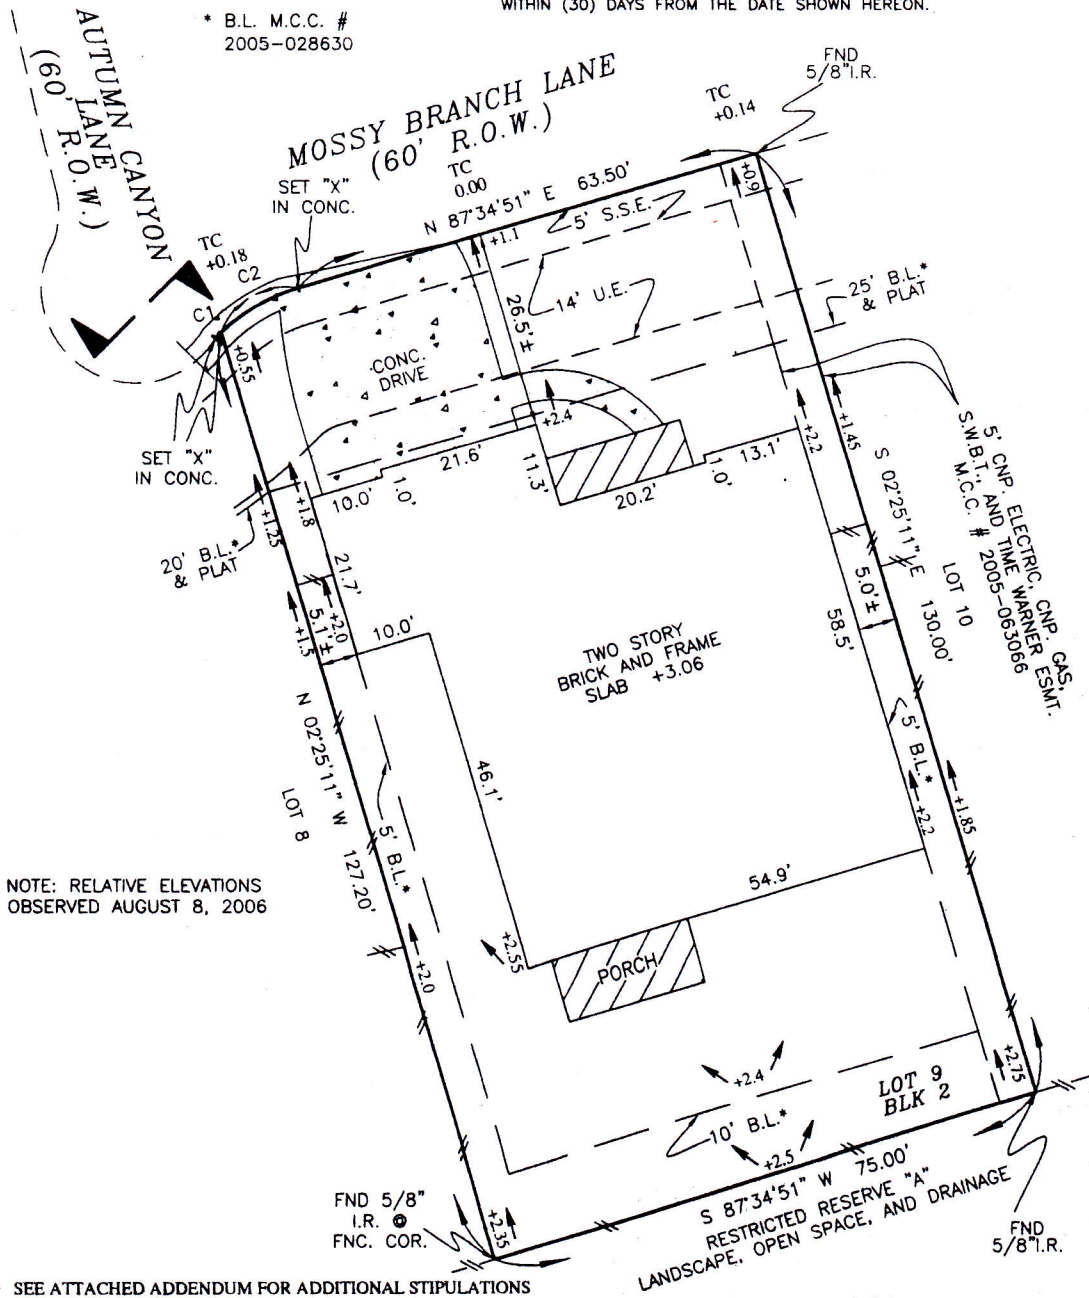 WITHIN (30) DAYS FROM THE DATE SHOWN HEREON.
* B.L. M.C.C. #
2005-028630
AUTUMN CANYON
LANE
(60' R.O.W.)
MOSSY BRANCH LANE
(60' R.O.W.)
FND
5/8"I.R.
TC
+0.14
TC
0.00
SET "X"
IN CONC.
N 87°34'51" E 63.50'
TC
+0.18
C2
C1
+0.9
5' S.S.E.
+1.1
14' U.E.
26.5'±
25' B.L.*
& PLAT
+0.55
CONC.
DRIVE
+2.4
SET "X"
IN CONC.
21.6'
11.3'
13.1'
+2.2
+1.45
10.0'
1.0'
20.2'
1.0'
+1.8
+1.25
20' B.L.*
& PLAT
S 02°25'11" E 130.00'
5' CNP. ELECTRIC, CNP. GAS,
S.W.B.T., AND TIME WARNER ESMT.
M.C.C. # 2005-063066
LOT 10
21.7'
+2.0
5.1'±
+1.5
10.0'
5.0'±
58.5'
TWO STORY
BRICK AND FRAME
SLAB +3.06
N 02°25'11" W 127.20'
LOT 8
46.1'
5' B.L.*
5' B.L.*
+2.2
+1.85
NOTE: RELATIVE ELEVATIONS
OBSERVED AUGUST 8, 2006
54.9'
+2.55
+2.0
PORCH
+2.4
LOT 9
BLK 2
+2.75
10' B.L.*
+2.5
S 87°34'51" W 75.00'
RESTRICTED RESERVE "A"
LANDSCAPE, OPEN SPACE, AND DRAINAGE
FND 5/8"
I.R. @
FNC. COR.
+2.35
FND
5/8"I.R.
SEE ATTACHED ADDENDUM FOR ADDITIONAL STIPULATIONS